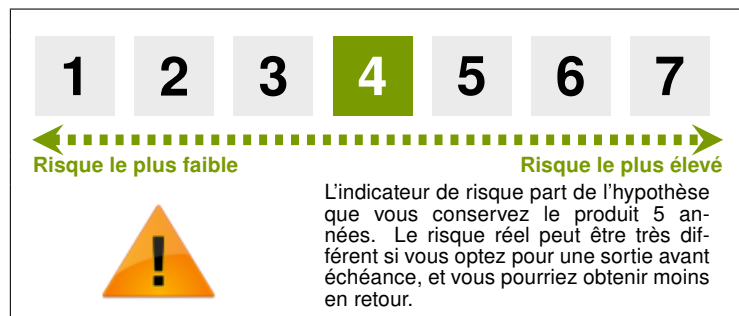 1 2 3 4 5 6 7
Risque le plus faible Risque le plus élevé
L'indicateur de risque part de l'hypothèse
que vous conservez le produit 5 an-
nées. Le risque réel peut être très dif-
férent si vous optez pour une sortie avant
échéance, et vous pourriez obtenir moins
en retour.